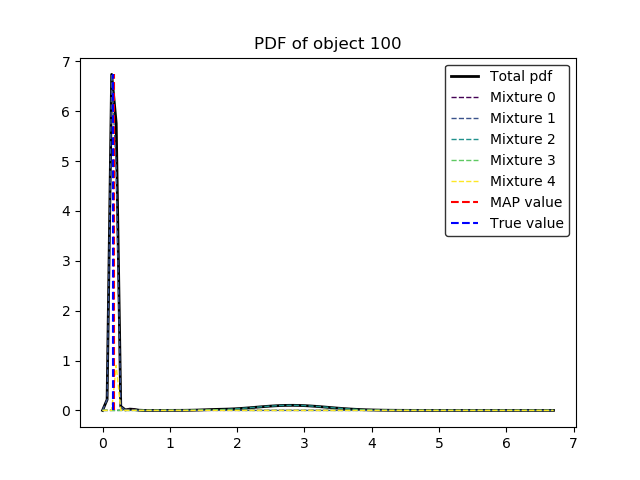 PDF of object 100
Total pdf
Mixture 0
Mixture 1
Mixture 2
Mixture 3
Mixture 4
MAP value
True value
7
6
5
4
3
2
1
0
0 1 2 3 4 5 6 7